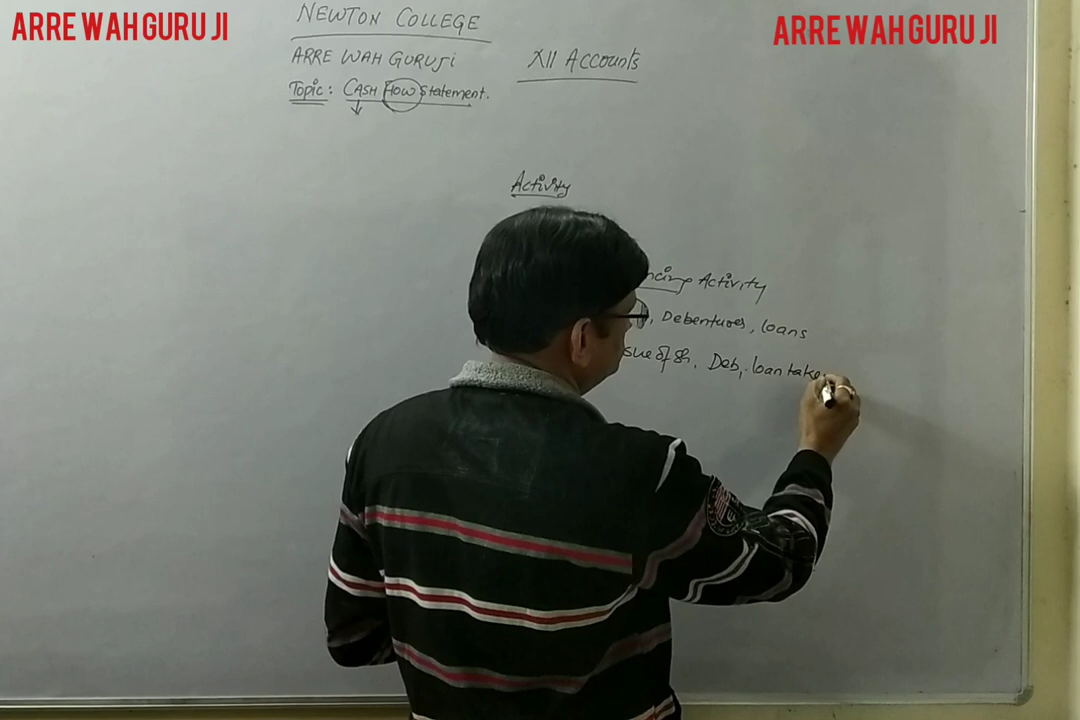 ARRE WAH GURU JI
ARRE WAH GURU JI
NEWTON COLLEGE
ARRE WAH GURUJI
XII Accounts
Topic: CASH Flow Statement.
Activity
Activity
Debentures, loans
of sh, Deb, loan